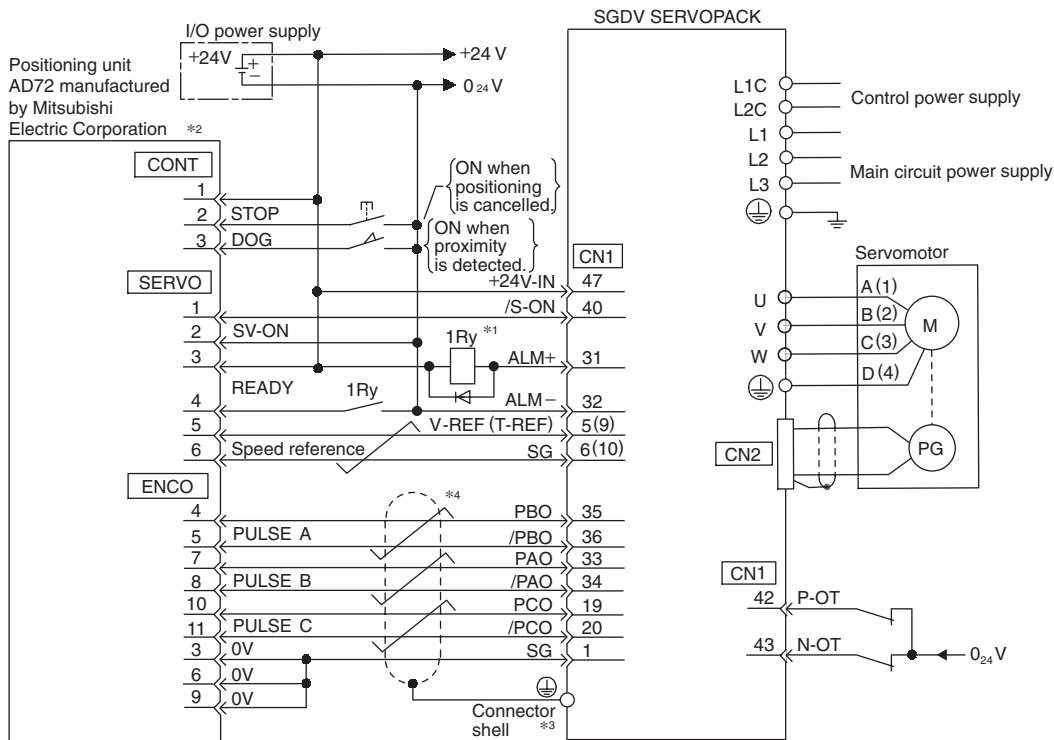 I/O power supply
+24V
+
−
+24 V
0 24 V
Positioning unit
AD72 manufactured
by Mitsubishi
Electric Corporation *2
CONT
1
2 STOP
3 DOG
ON when
positioning
is cancelled.
ON when
proximity
is detected.
SERVO
1
2 SV-ON
3
READY
4
5
6 Speed reference
1Ry *1
1Ry
ENCO
4
5 PULSE A
7
8 PULSE B
10
11 PULSE C
3 0V
6 0V
9 0V
*4
SGDV SERVOPACK
CN1
+24V-IN 47
/S-ON 40
ALM+ 31
ALM− 32
V-REF (T-REF) 5(9)
SG 6(10)
PBO 35
/PBO 36
PAO 33
/PAO 34
PCO 19
/PCO 20
SG 1
Connector
shell *3
L1C
L2C
Control power supply
L1
L2
L3
Main circuit power supply
Servomotor
U A(1)
V B(2)
W C(3)
D(4)
M
CN2
PG
CN1
42 P-OT
43 N-OT
0₂₄V